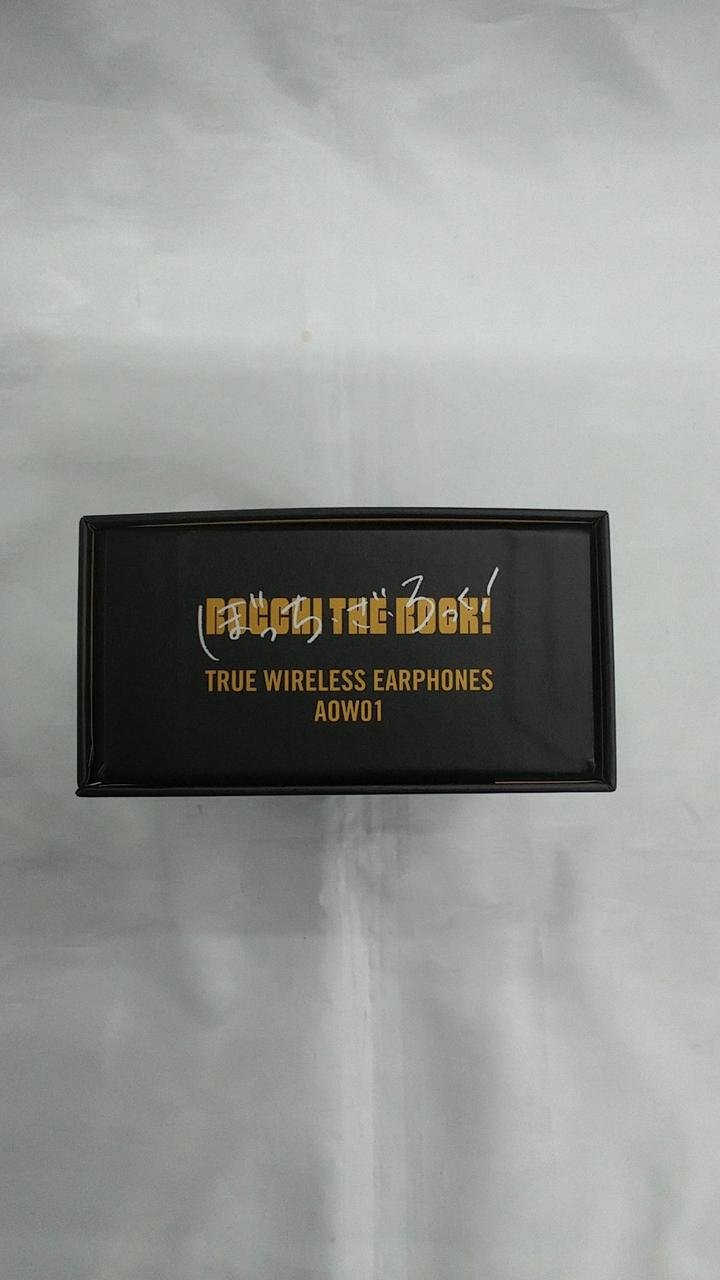 BOCCHI THE ROCK!
ぼっち・ざ・ろっく!
TRUE WIRELESS EARPHONES
AOW01